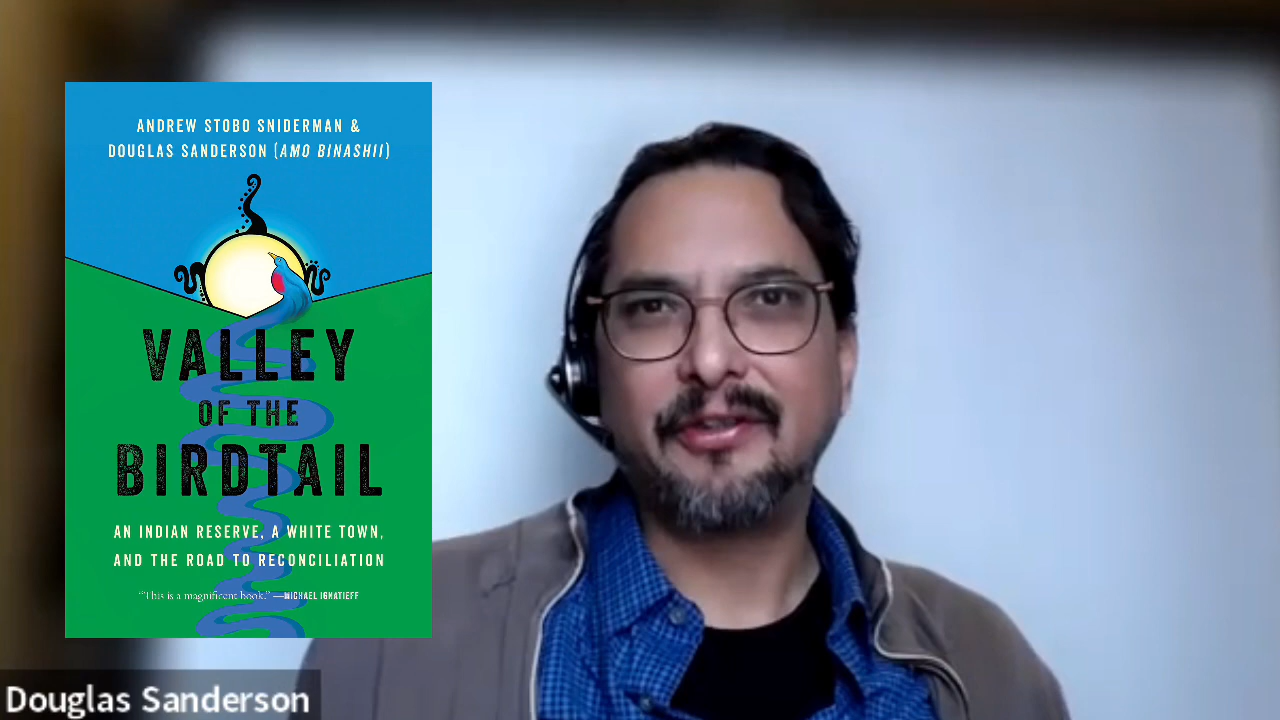 ANDREW STOBO SNIDERMAN &
DOUGLAS SANDERSON (AMO BINASHII)
VALLEY
OF THE
BIRDTAIL
AN INDIAN RESERVE, A WHITE TOWN,
AND THE ROAD TO RECONCILIATION
"This is a magnificent book." —MICHAEL IGNATIEFF
Douglas Sanderson